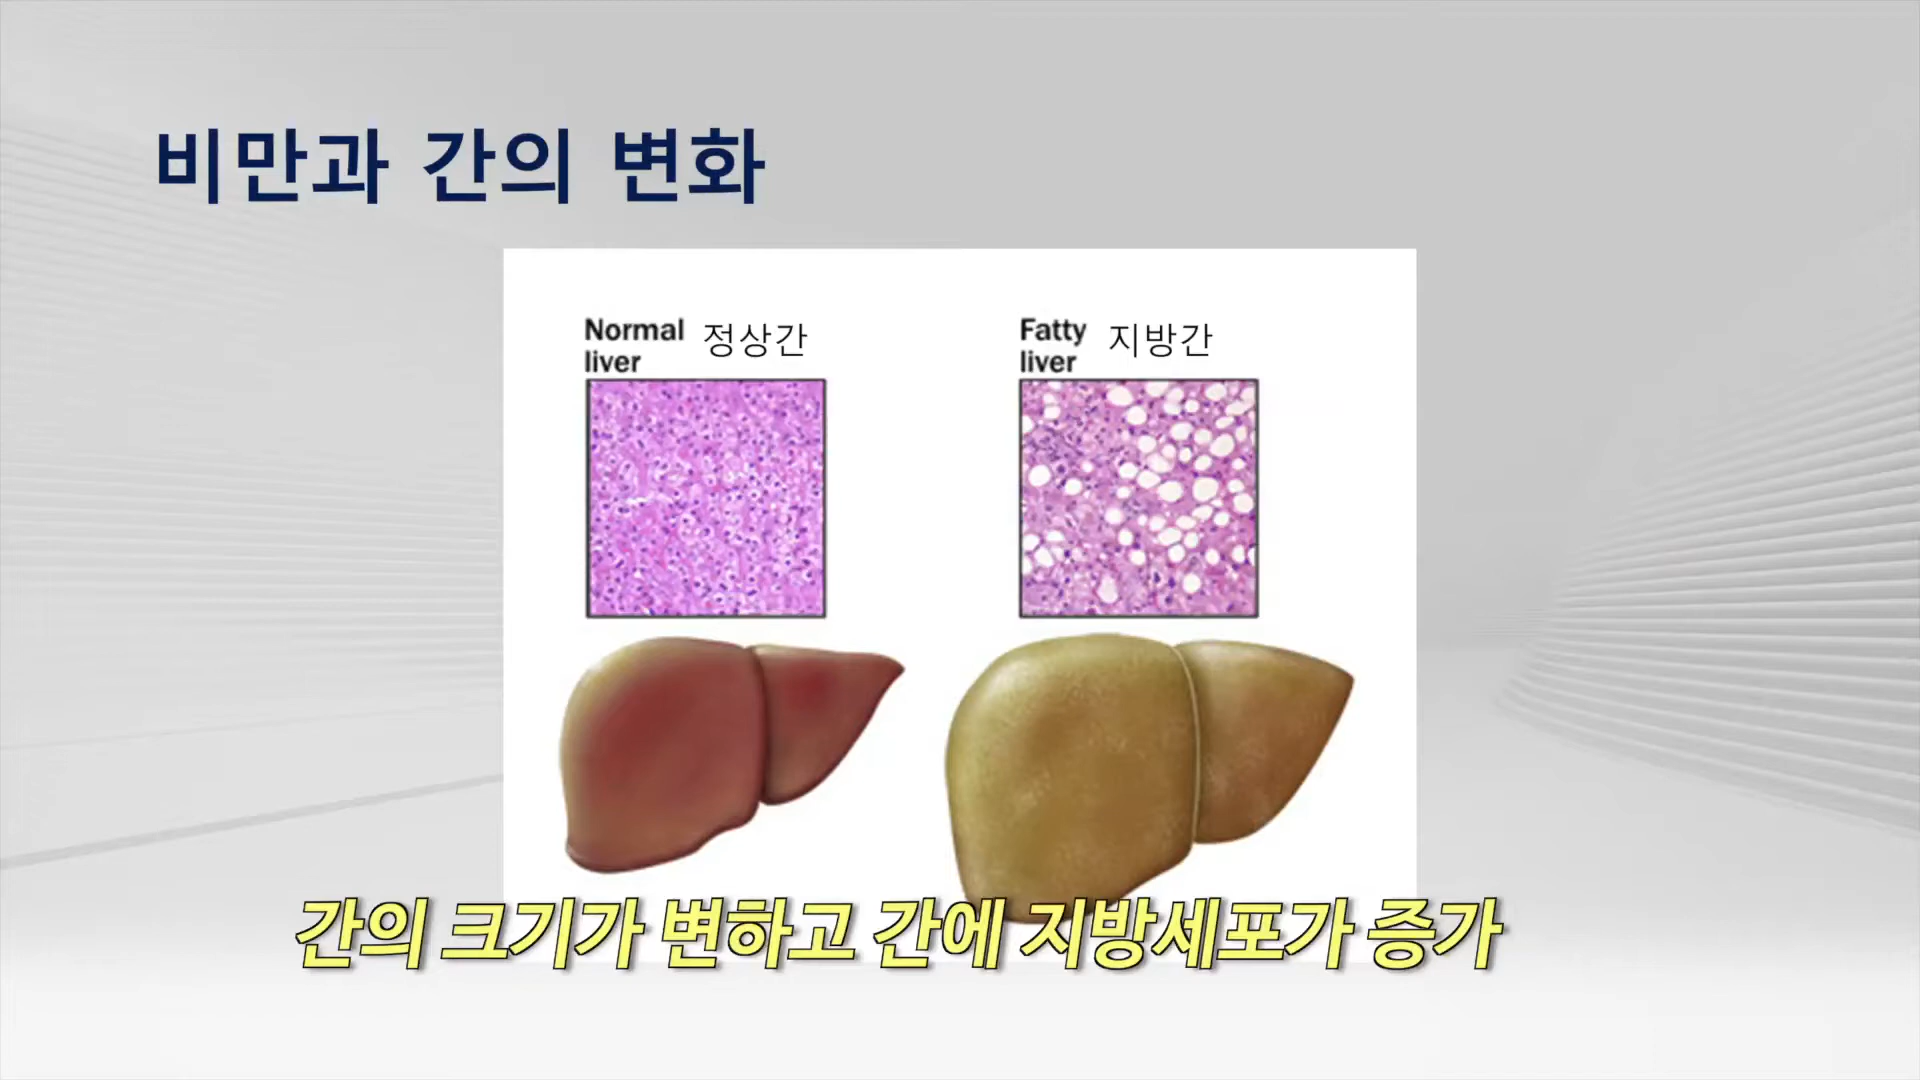 비만과 간의 변화
Normal
liver
정상간
Fatty
liver
지방간
간의 크기가 변하고 간에 지방세포가 증가